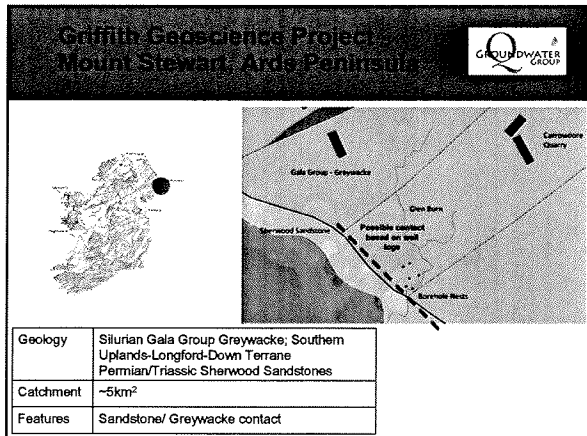 Griffith Geoscience Project
Mount Stewart, Ards Peninsula
GROUNDWATER
GROUP
Carrowdore
Quarry
Gala Group - Greywacke
Glen Burn
Sherwood Sandstone
Possible contact
based on well
logs
Borehole Nests
Geology
Silurian Gala Group Greywacke; Southern
Uplands-Longford-Down Terrane
Permian/Triassic Sherwood Sandstones
Catchment
~5km²
Features
Sandstone/ Greywacke contact